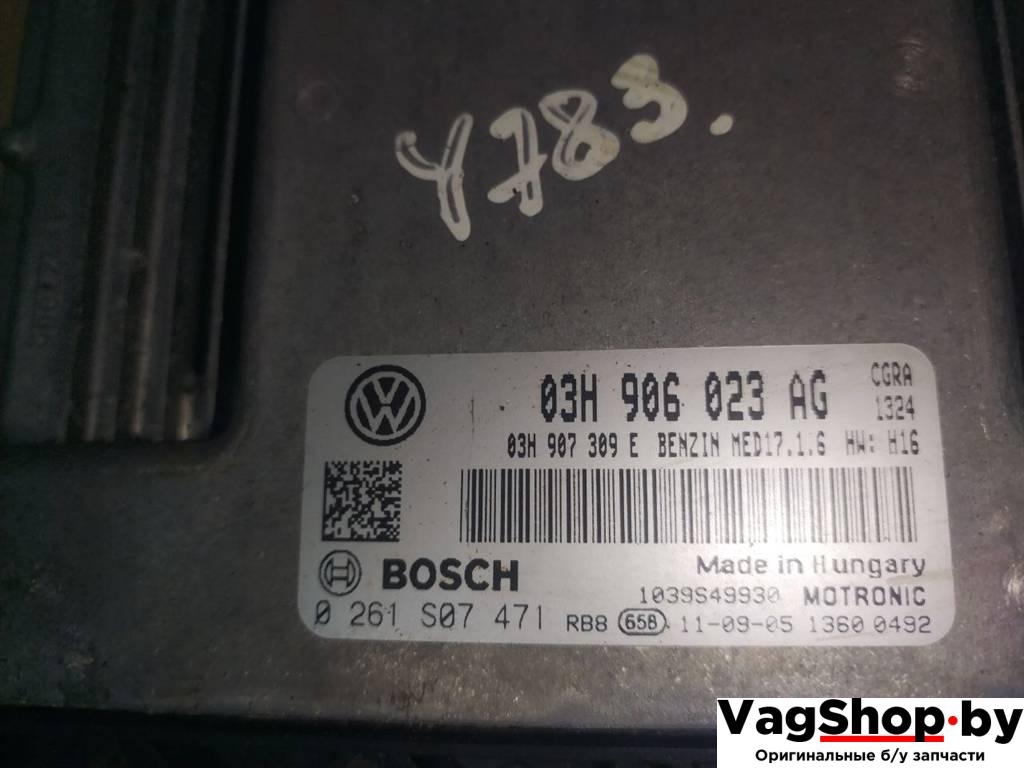 Y783.
03H 906 023 AG CGRA
1324
03H 907 309 E BENZIN MED17.1.6 HW: H16
Made in Hungary
BOSCH
1039S49930 MOTRONIC
0 261 S07 471 RB8 658 11-09-05 1360 0492
VagShop.by
Оригинальные б/у запчасти